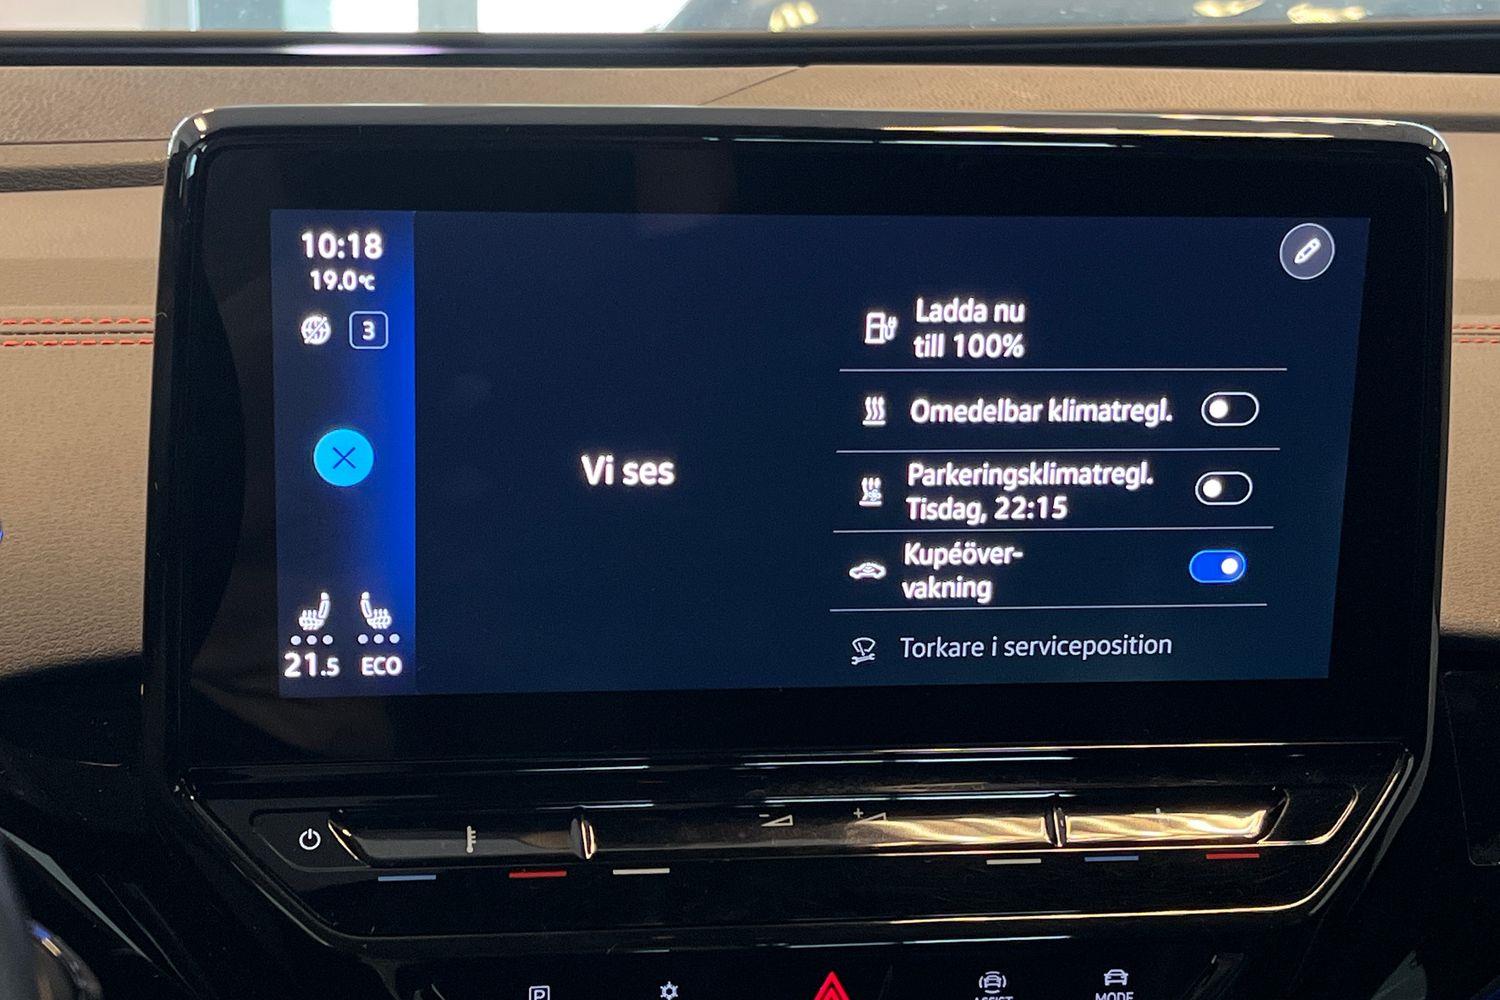 10:18
19.0°C
3
21.5 ECO
Vi ses
Ladda nu
till 100%
Omedelbar klimatregl.
Parkeringsklimatregl.
Tisdag, 22:15
Kupéöver-
vakning
Torkare i serviceposition
P
ASSIST
MODE